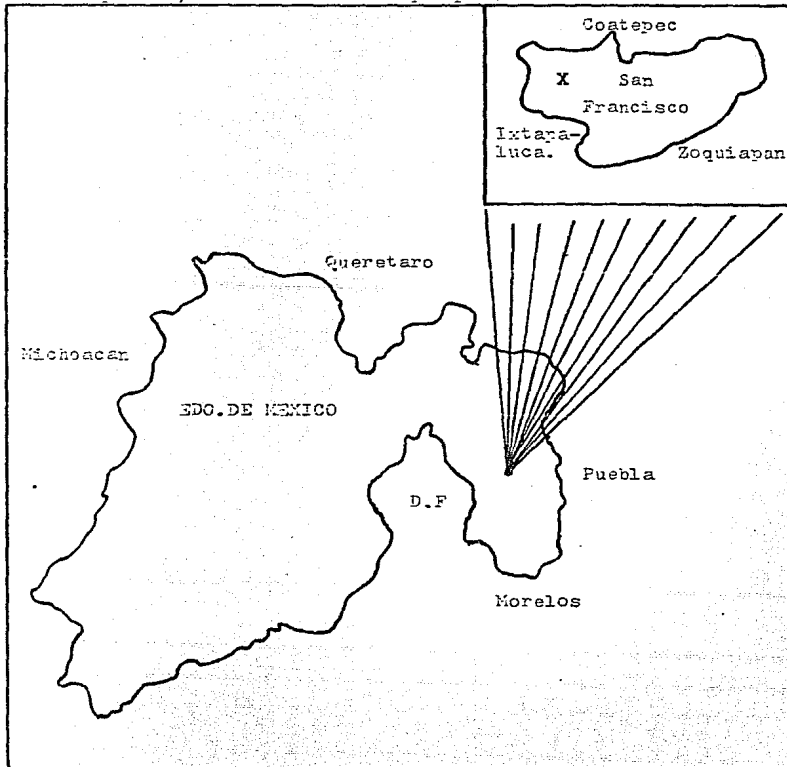 Coatepec
X San
Francisco
Ixtapa-
luca.
Zoquiapan
Queretaro
Michoacan
EDO.DE MEXICO
Puebla
D.F
Morelos